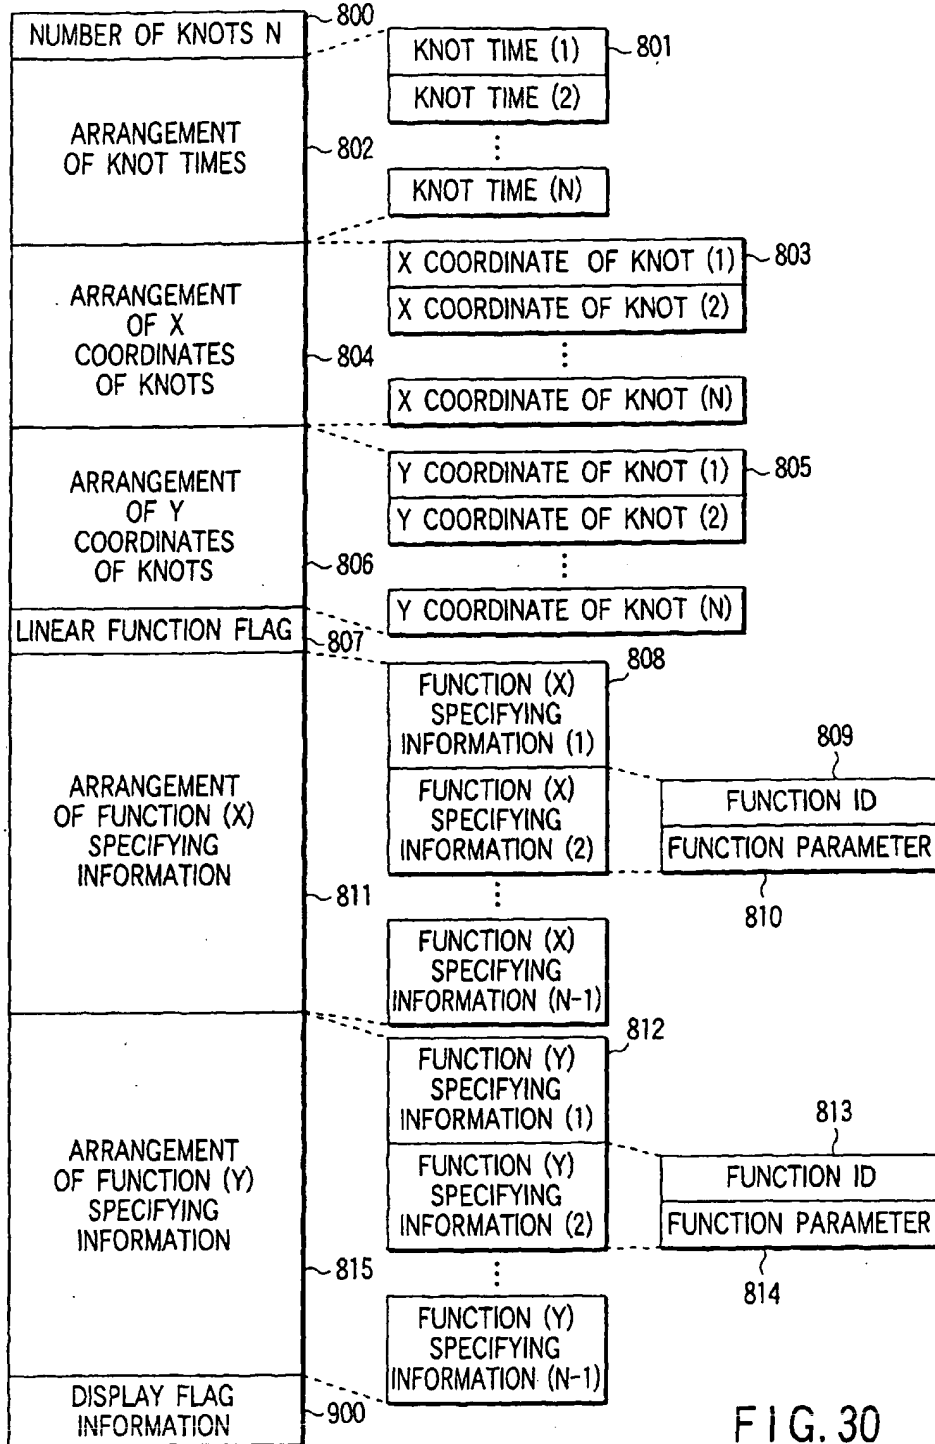 800
NUMBER OF KNOTS N
KNOT TIME (1)
801
KNOT TIME (2)
ARRANGEMENT
OF KNOT TIMES
802
KNOT TIME (N)
X COORDINATE OF KNOT (1)
803
X COORDINATE OF KNOT (2)
ARRANGEMENT
OF X
COORDINATES
OF KNOTS
804
X COORDINATE OF KNOT (N)
Y COORDINATE OF KNOT (1)
805
Y COORDINATE OF KNOT (2)
ARRANGEMENT
OF Y
COORDINATES
OF KNOTS
806
Y COORDINATE OF KNOT (N)
LINEAR FUNCTION FLAG
807
808
FUNCTION (X)
SPECIFYING
INFORMATION (1)
FUNCTION (X)
SPECIFYING
INFORMATION (2)
809
FUNCTION ID
FUNCTION PARAMETER
810
ARRANGEMENT
OF FUNCTION (X)
SPECIFYING
INFORMATION
811
FUNCTION (X)
SPECIFYING
INFORMATION (N-1)
812
FUNCTION (Y)
SPECIFYING
INFORMATION (1)
FUNCTION (Y)
SPECIFYING
INFORMATION (2)
813
FUNCTION ID
FUNCTION PARAMETER
814
ARRANGEMENT
OF FUNCTION (Y)
SPECIFYING
INFORMATION
815
FUNCTION (Y)
SPECIFYING
INFORMATION (N-1)
DISPLAY FLAG
INFORMATION
900
FIG. 30